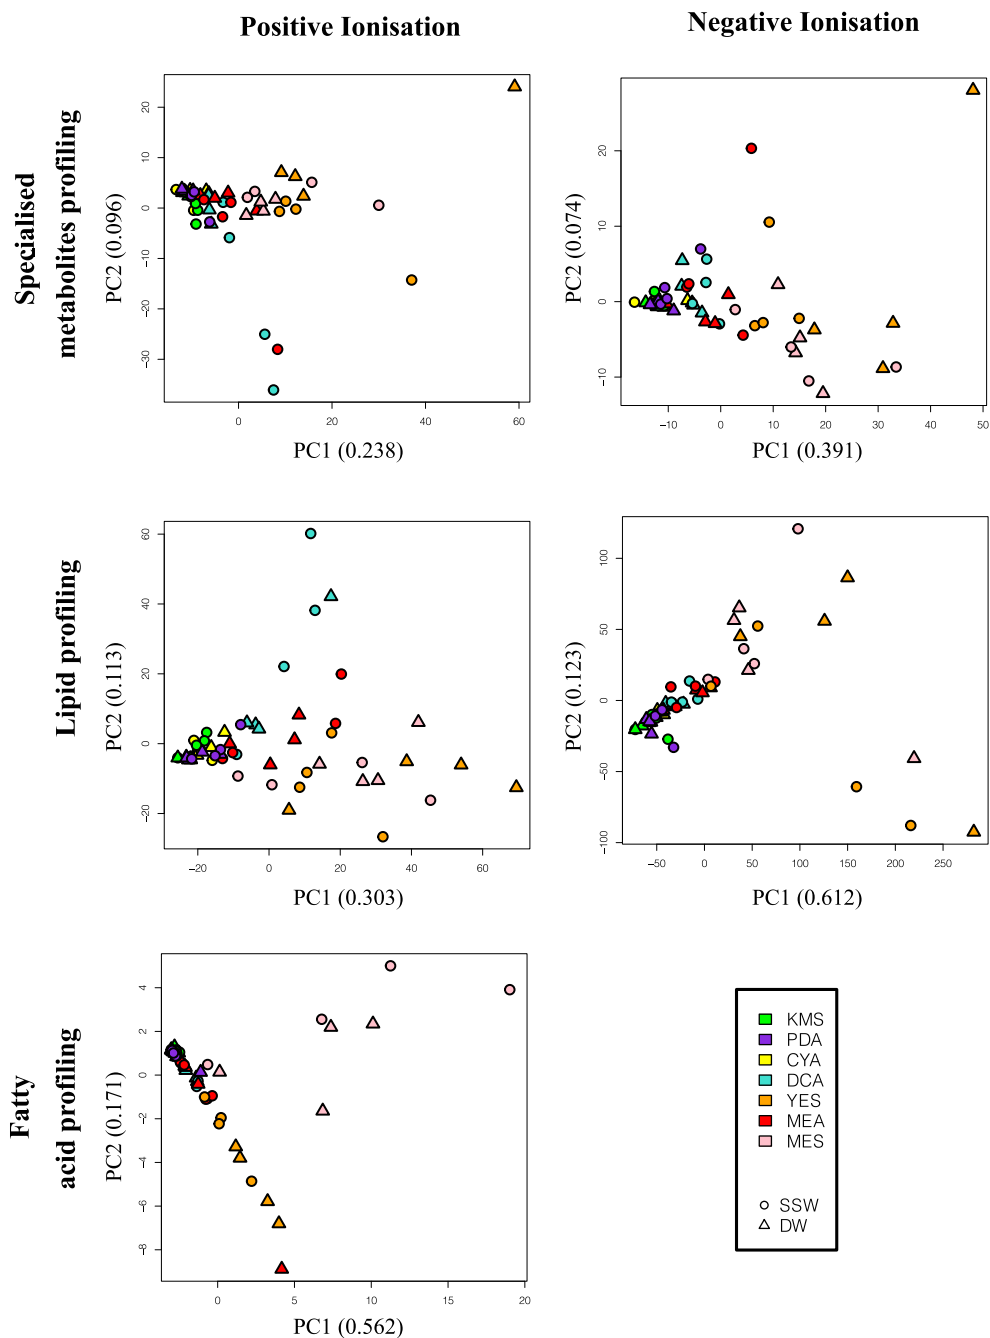 Positive Ionisation
Negative Ionisation
Specialised
metabolites profiling
PC2 (0.096)
20
10
0
−10
−20
−30
0
20
40
60
PC1 (0.238)
PC2 (0.074)
20
10
0
−10
−10
0
10
20
30
40
50
PC1 (0.391)
Lipid profiling
PC2 (0.113)
60
40
20
0
−20
−20
0
20
40
60
PC1 (0.303)
PC2 (0.123)
100
50
0
−50
−100
−50
0
50
100
150
200
250
PC1 (0.612)
Fatty
acid profiling
PC2 (0.171)
4
2
0
−2
−4
−6
−8
0
5
10
15
20
PC1 (0.562)
KMS
PDA
CYA
DCA
YES
MEA
MES
SSW
DW